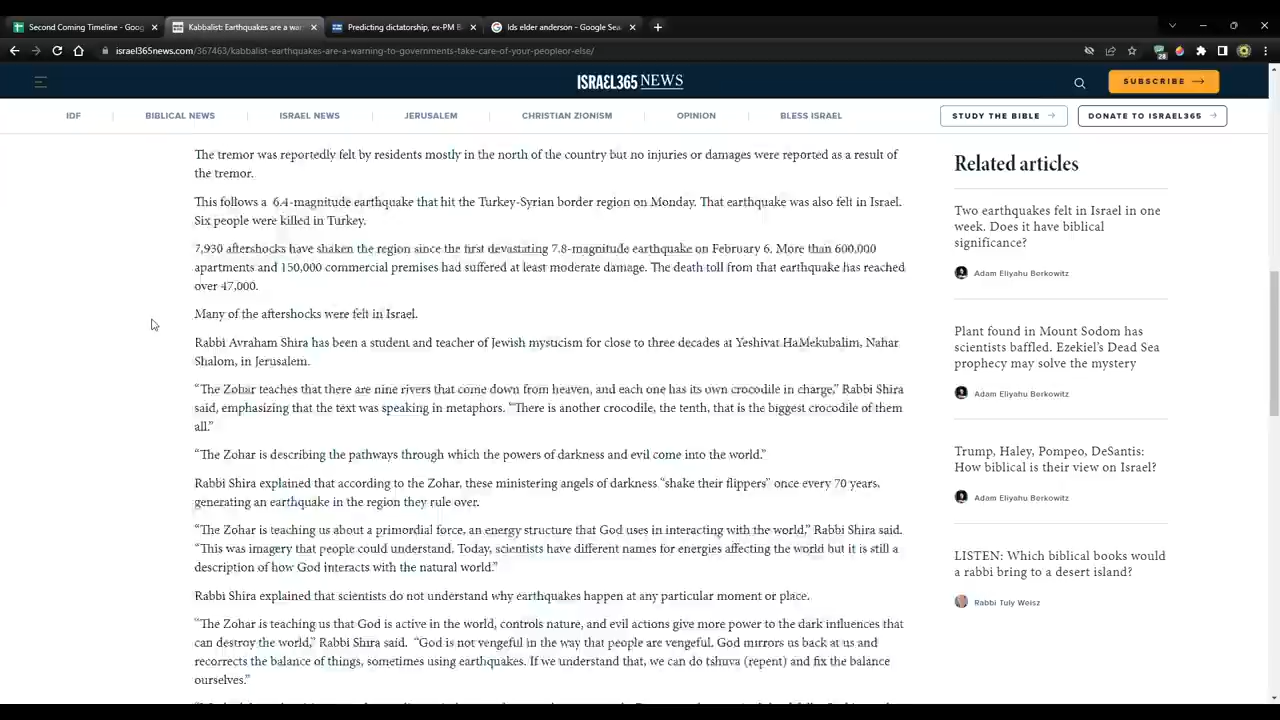 Second Coming Timeline - Goog
Kabbalist: Earthquakes are a war
Predicting dictatorship, ex-PM B
lds elder anderson - Google Sea
israel365news.com/367463/kabbalist-earthquakes-are-a-warning-to-governments-take-care-of-your-peopleor-else/
28
ISRAEL365 NEWS
SUBSCRIBE
IDF
BIBLICAL NEWS
ISRAEL NEWS
JERUSALEM
CHRISTIAN ZIONISM
OPINION
BLESS ISRAEL
STUDY THE BIBLE
DONATE TO ISRAEL365
The tremor was reportedly felt by residents mostly in the north of the country but no injuries or damages were reported as a result of
the tremor.
This follows a 6.4-magnitude earthquake that hit the Turkey-Syrian border region on Monday. That earthquake was also felt in Israel.
Six people were killed in Turkey.
7,930 aftershocks have shaken the region since the first devastating 7.8-magnitude earthquake on February 6. More than 600,000
apartments and 150,000 commercial premises had suffered at least moderate damage. The death toll from that earthquake has reached
over 47,000.
Many of the aftershocks were felt in Israel.
Rabbi Avraham Shira has been a student and teacher of Jewish mysticism for close to three decades at Yeshivat HaMekubalim, Nahar
Shalom, in Jerusalem.
“The Zohar teaches that there are nine rivers that come down from heaven, and each one has its own crocodile in charge,” Rabbi Shira
said, emphasizing that the text was speaking in metaphors. “There is another crocodile, the tenth, that is the biggest crocodile of them
all.”
“The Zohar is describing the pathways through which the powers of darkness and evil come into the world.”
Rabbi Shira explained that according to the Zohar, these ministering angels of darkness “shake their flippers” once every 70 years,
generating an earthquake in the region they rule over.
“The Zohar is teaching us about a primordial force, an energy structure that God uses in interacting with the world,” Rabbi Shira said.
“This was imagery that people could understand. Today, scientists have different names for energies affecting the world but it is still a
description of how God interacts with the natural world.”
Rabbi Shira explained that scientists do not understand why earthquakes happen at any particular moment or place.
“The Zohar is teaching us that God is active in the world, controls nature, and evil actions give more power to the dark influences that
can destroy the world,” Rabbi Shira said. “God is not vengeful in the way that people are vengeful. God mirrors us back at us and
recorrects the balance of things, sometimes using earthquakes. If we understand that, we can do tshuva (repent) and fix the balance
ourselves.”
Related articles
Two earthquakes felt in Israel in one
week. Does it have biblical
significance?
Adam Eliyahu Berkowitz
Plant found in Mount Sodom has
scientists baffled. Ezekiel's Dead Sea
prophecy may solve the mystery
Adam Eliyahu Berkowitz
Trump, Haley, Pompeo, DeSantis:
How biblical is their view on Israel?
Adam Eliyahu Berkowitz
LISTEN: Which biblical books would
a rabbi bring to a desert island?
Rabbi Tuly Weisz